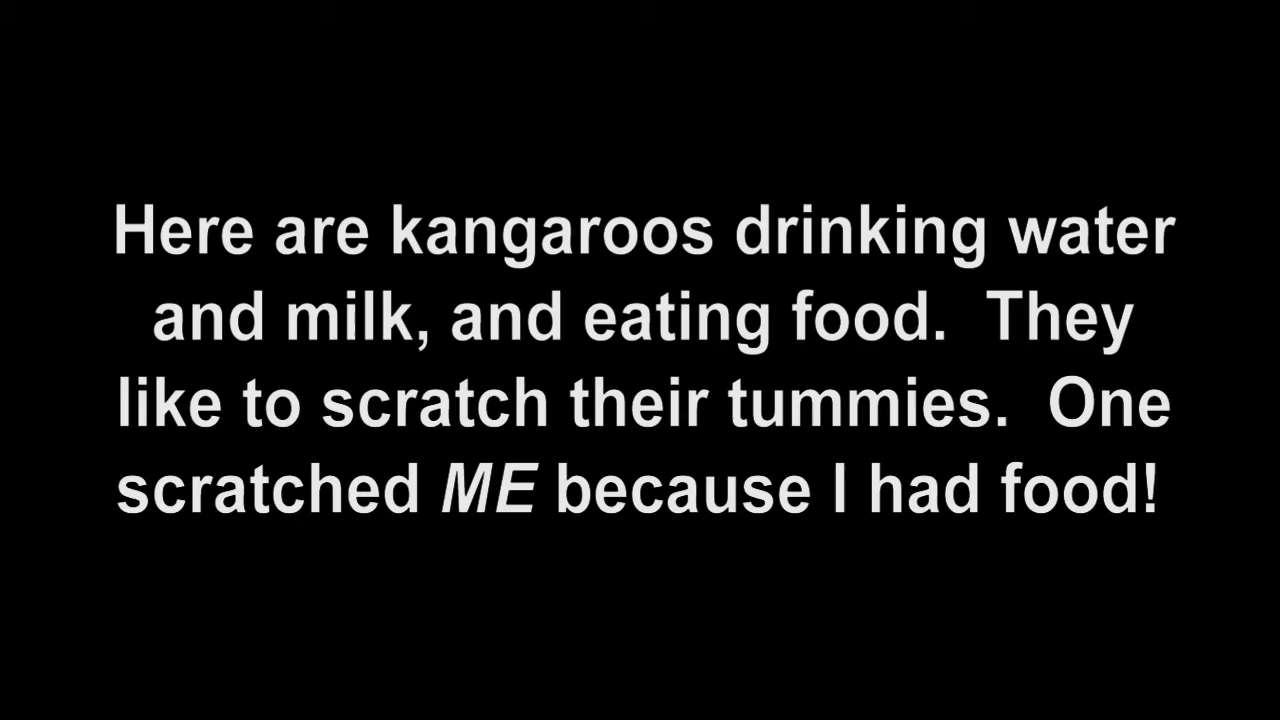 Here are kangaroos drinking water
and milk, and eating food.  They
like to scratch their tummies.  One
scratched ME because I had food!